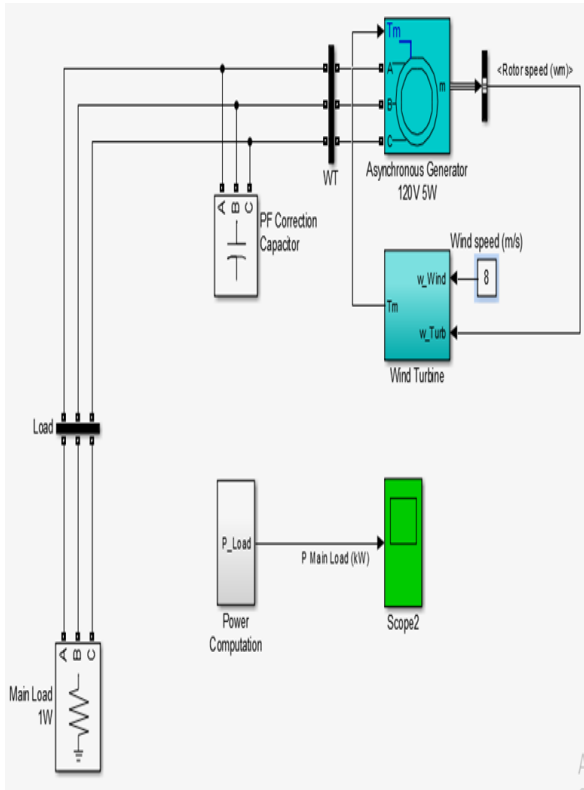 Tm
<Rotor speed (wm)>
A
B
C
m
WT
Asynchronous Generator
120V 5W
A B C
PF Correction
Capacitor
Wind speed (m/s)
w_Wind
8
Tm
w_Turb
Wind Turbine
Load
P_Load
P Main Load (kW)
Power
Computation
Scope2
A B C
Main Load
1W